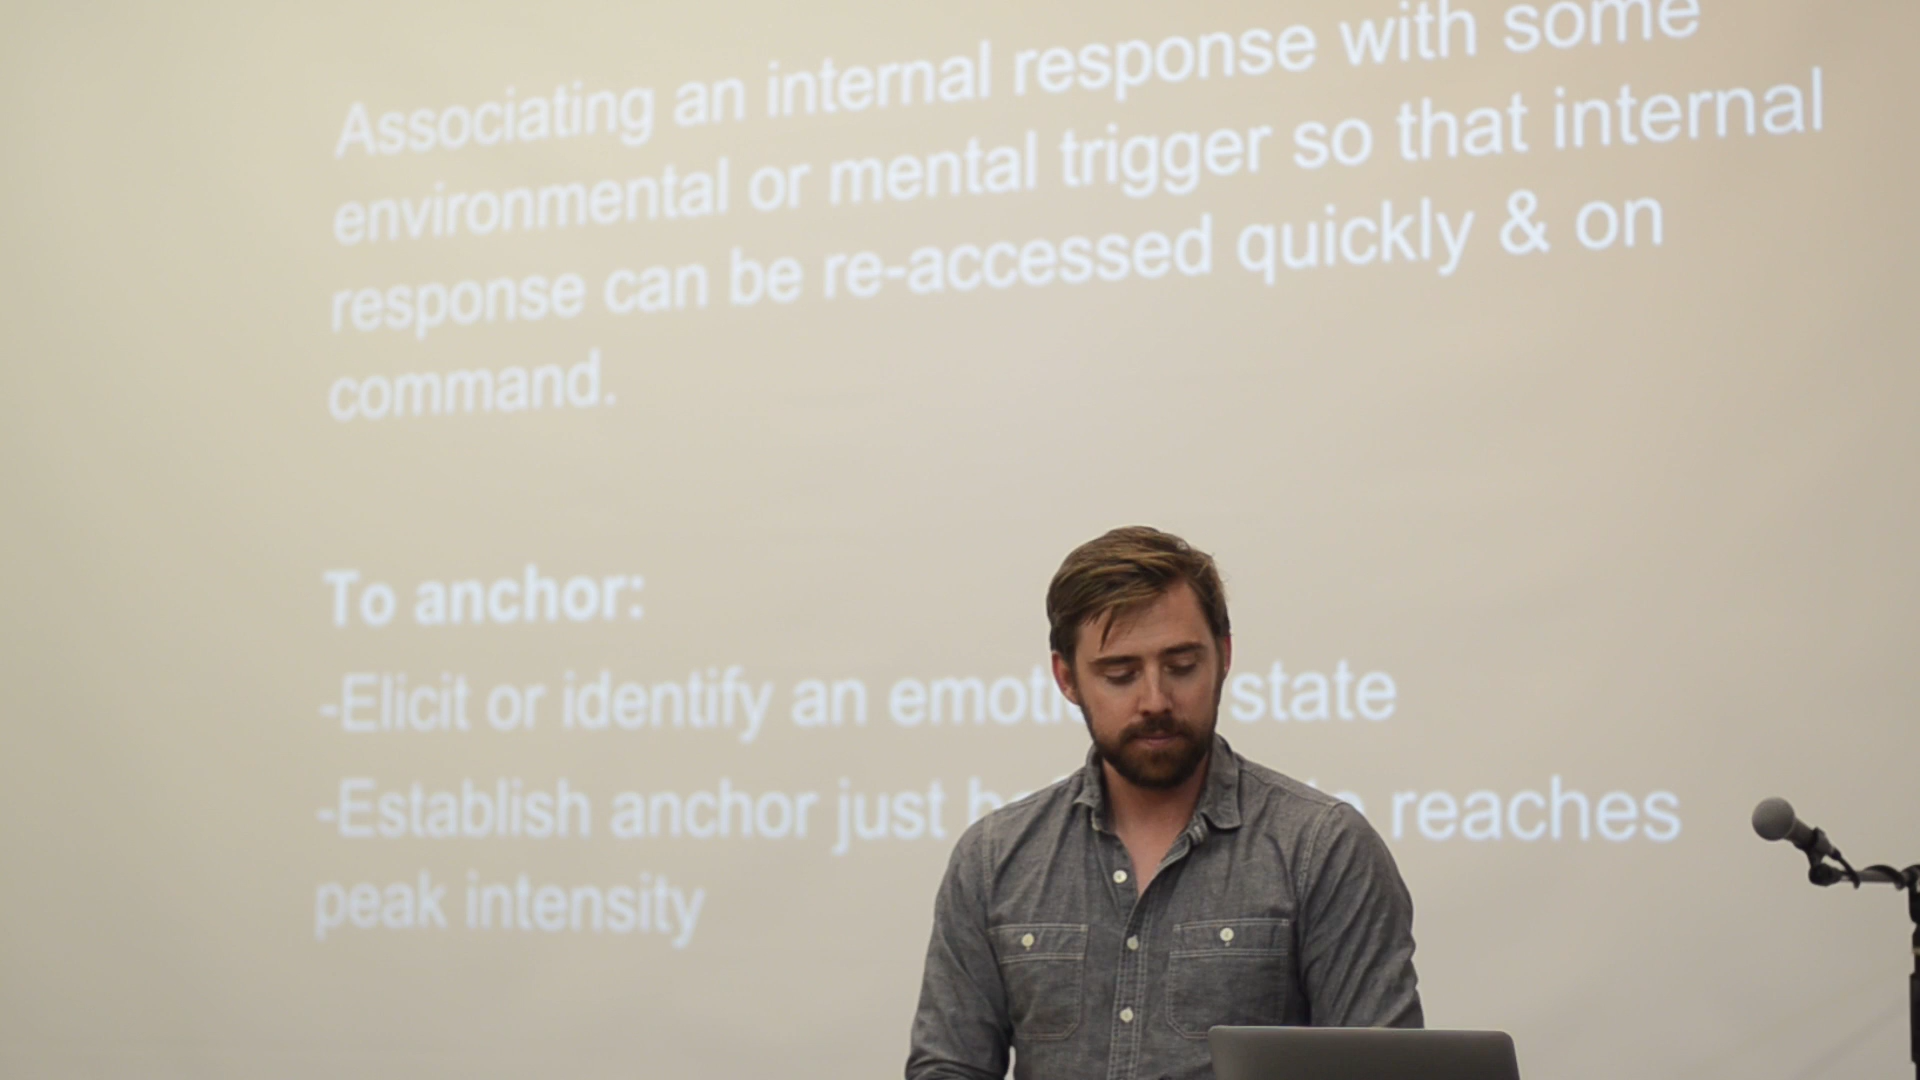 Associating an internal response with some
environmental or mental trigger so that internal
response can be re-accessed quickly & on
command.
To anchor:
-Elicit or identify an state
-Establish anchor just reaches
peak intensity